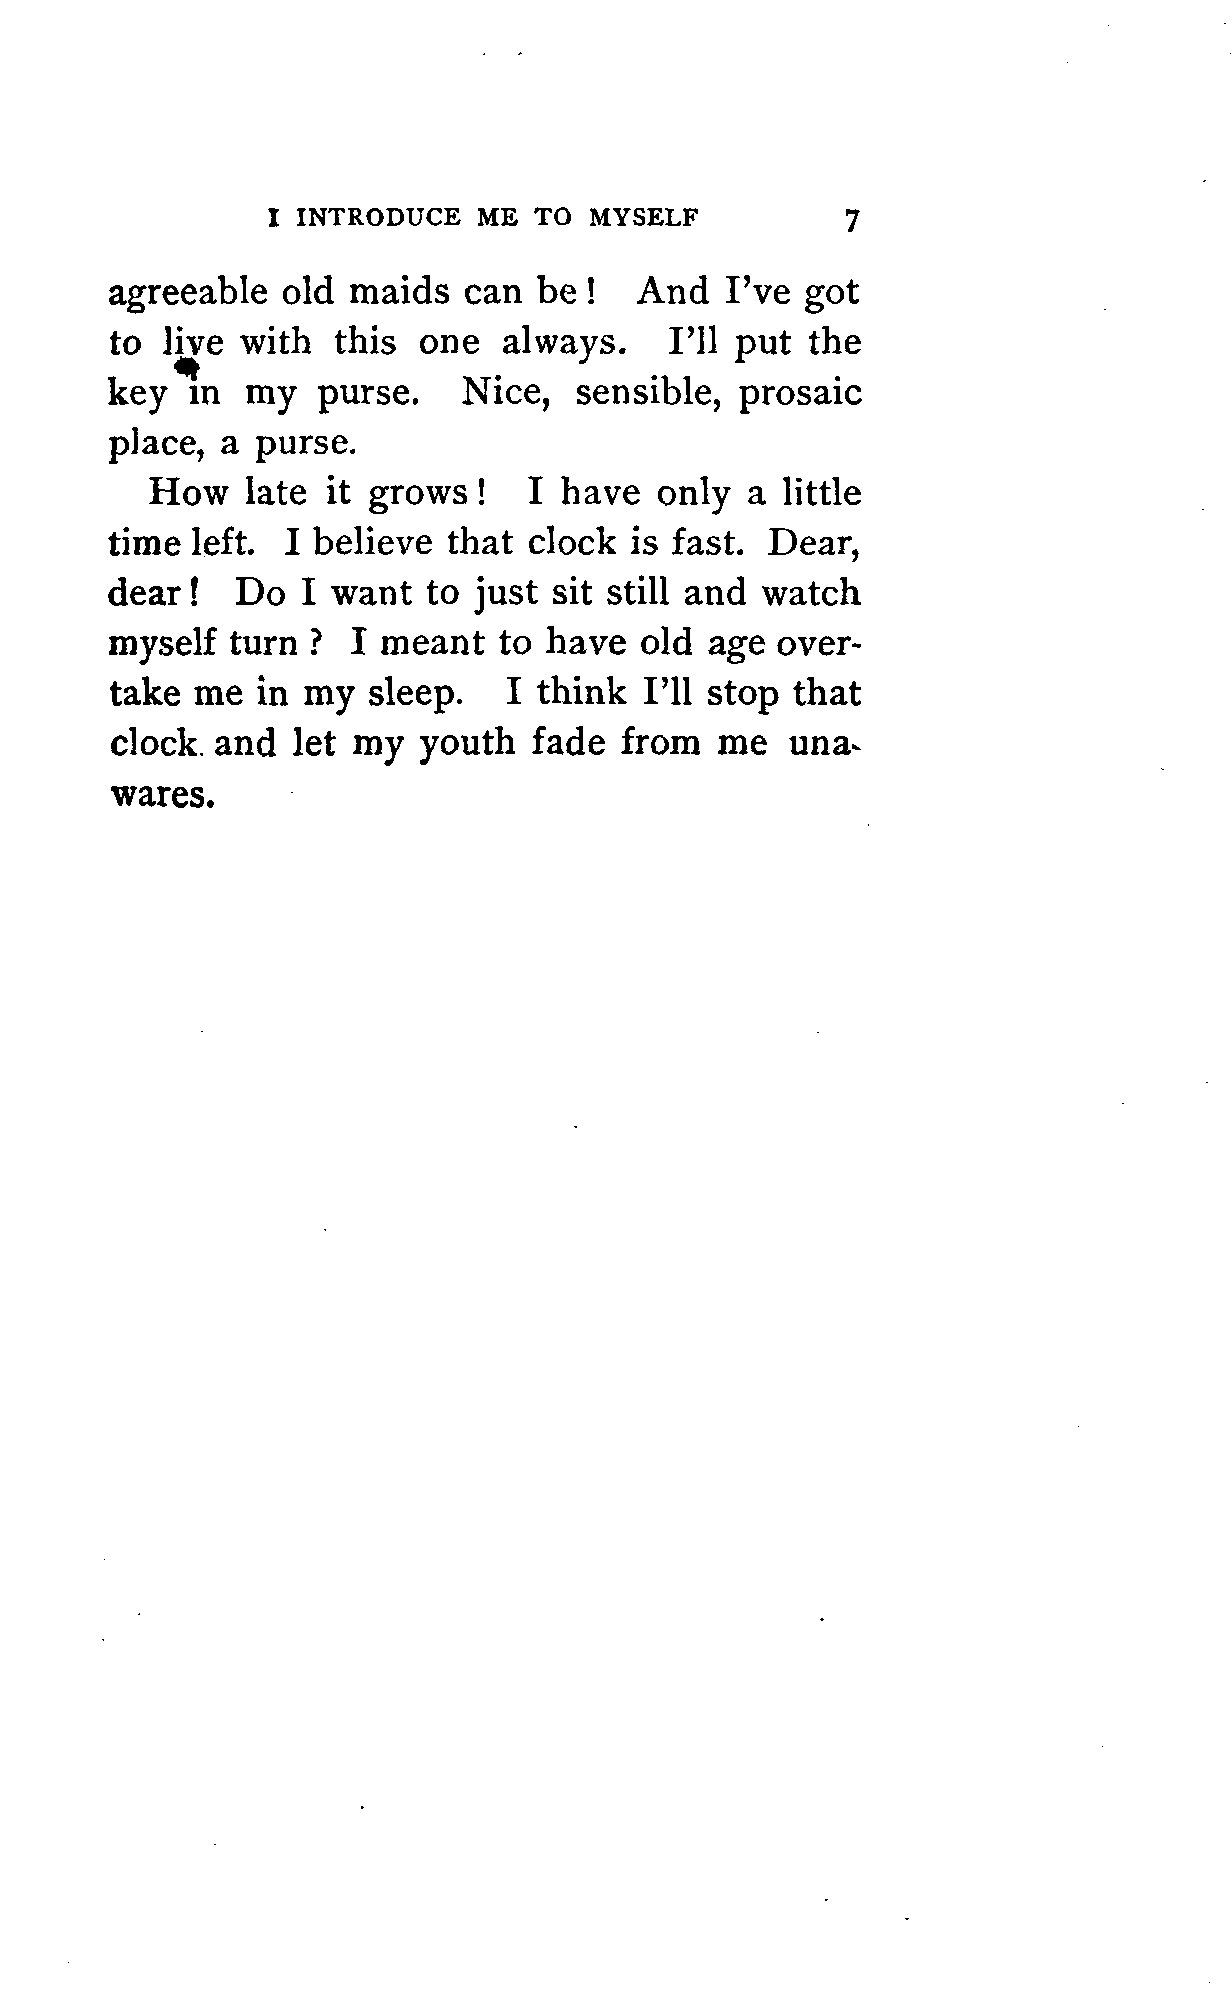 I INTRODUCE ME TO MYSELF 7
agreeable old maids can be! And I've got
to live with this one always. I'll put the
key in my purse. Nice, sensible, prosaic
place, a purse.
How late it grows! I have only a little
time left. I believe that clock is fast. Dear,
dear! Do I want to just sit still and watch
myself turn? I meant to have old age over-
take me in my sleep. I think I'll stop that
clock and let my youth fade from me una-
wares.